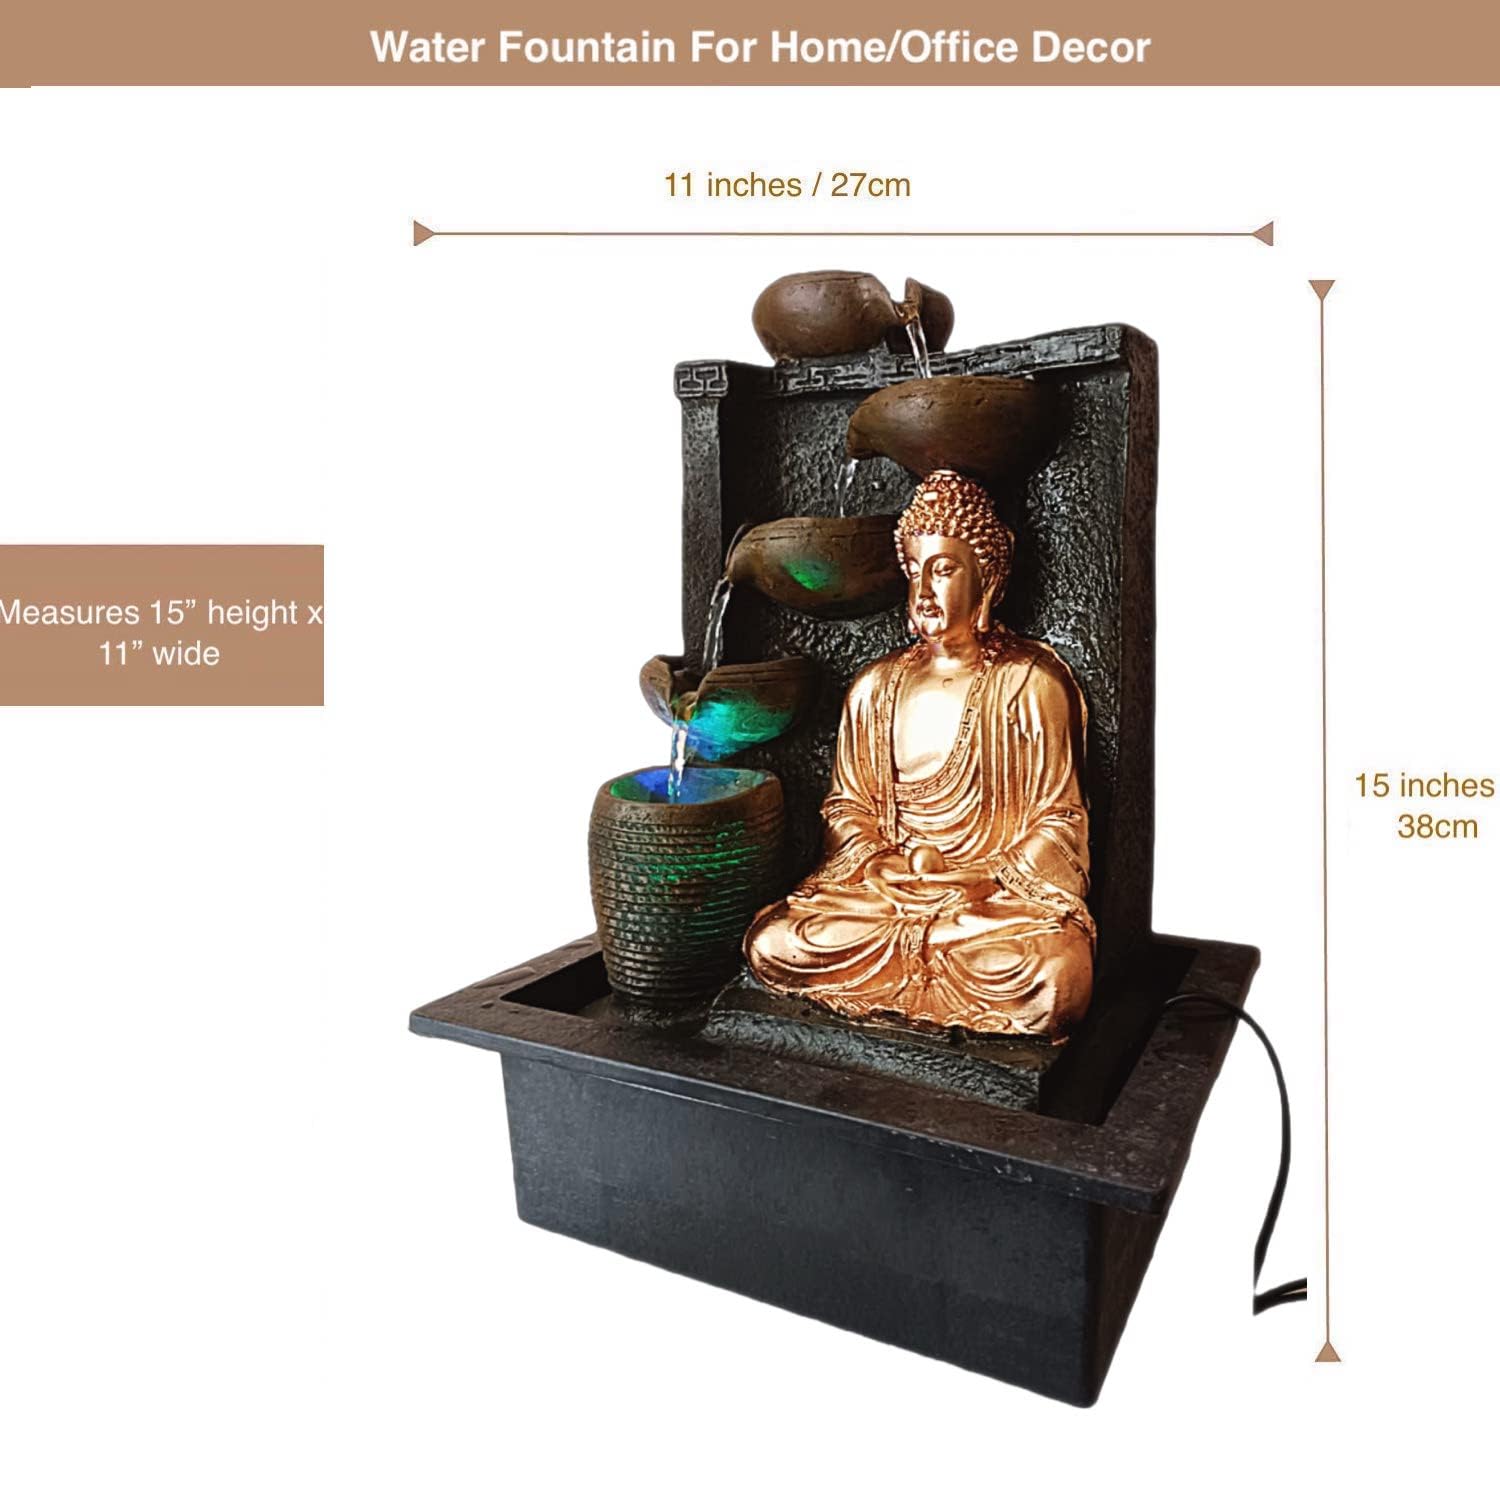 Water Fountain For Home/Office Decor
11 inches / 27cm
Measures 15” height x
11” wide
15 inches
38cm